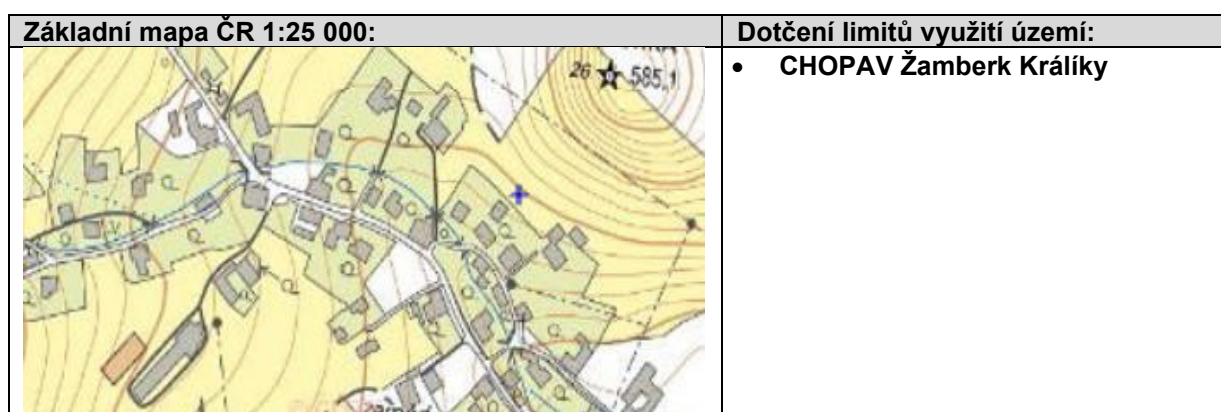 Základní mapa ČR 1:25 000:
Dotčení limitů využití území:
• CHOPAV Žamberk Králíky
26 585,1